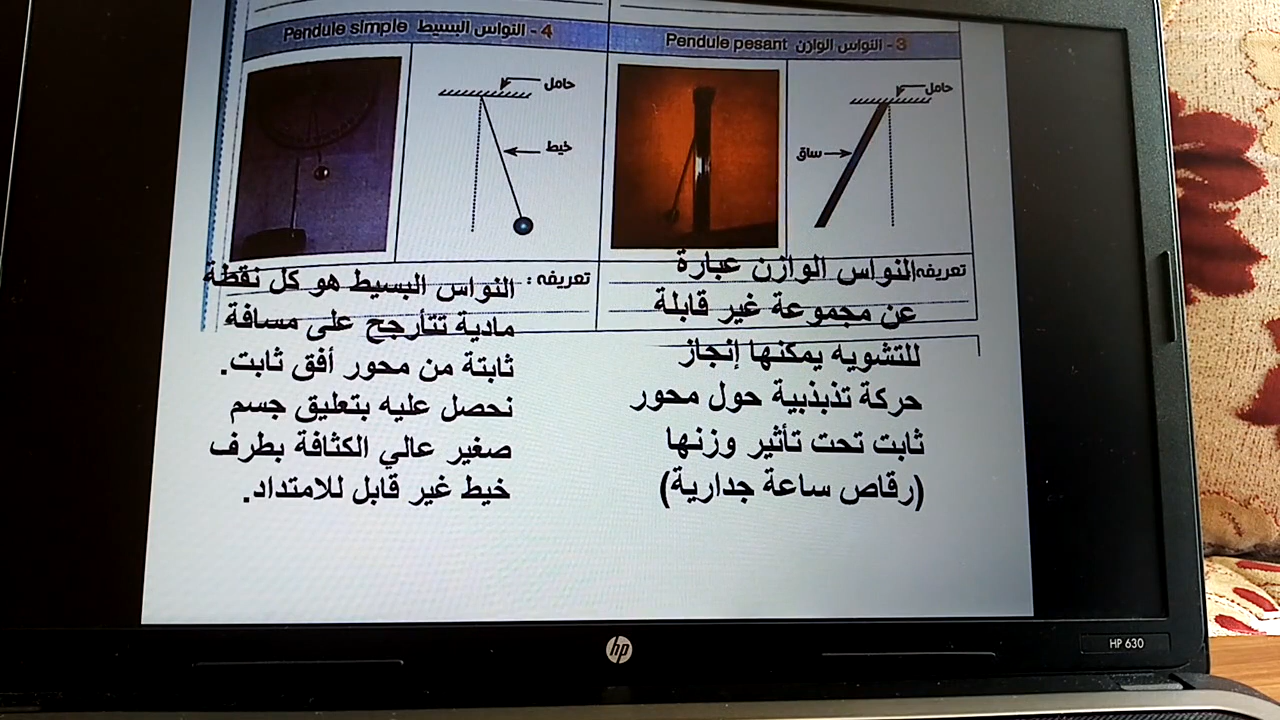 3 - النواس الوازن Pendule pesant
حامل
ساق
تعريفه
النواس الوازن عبارة
عن مجموعة غير قابلة
للتشويه يمكنها إنجاز
حركة تذبذبية حول محور
ثابت تحت تأثير وزنها
(رقاص ساعة جدارية)
4 - النواس البسيط Pendule simple
حامل
خيط
تعريفه :
النواس البسيط هو كل نقطة
مادية تتأرجح على مسافة
ثابتة من محور أفق ثابت.
نحصل عليه بتعليق جسم
صغير عالي الكثافة بطرف
خيط غير قابل للامتداد.
hp
HP 630